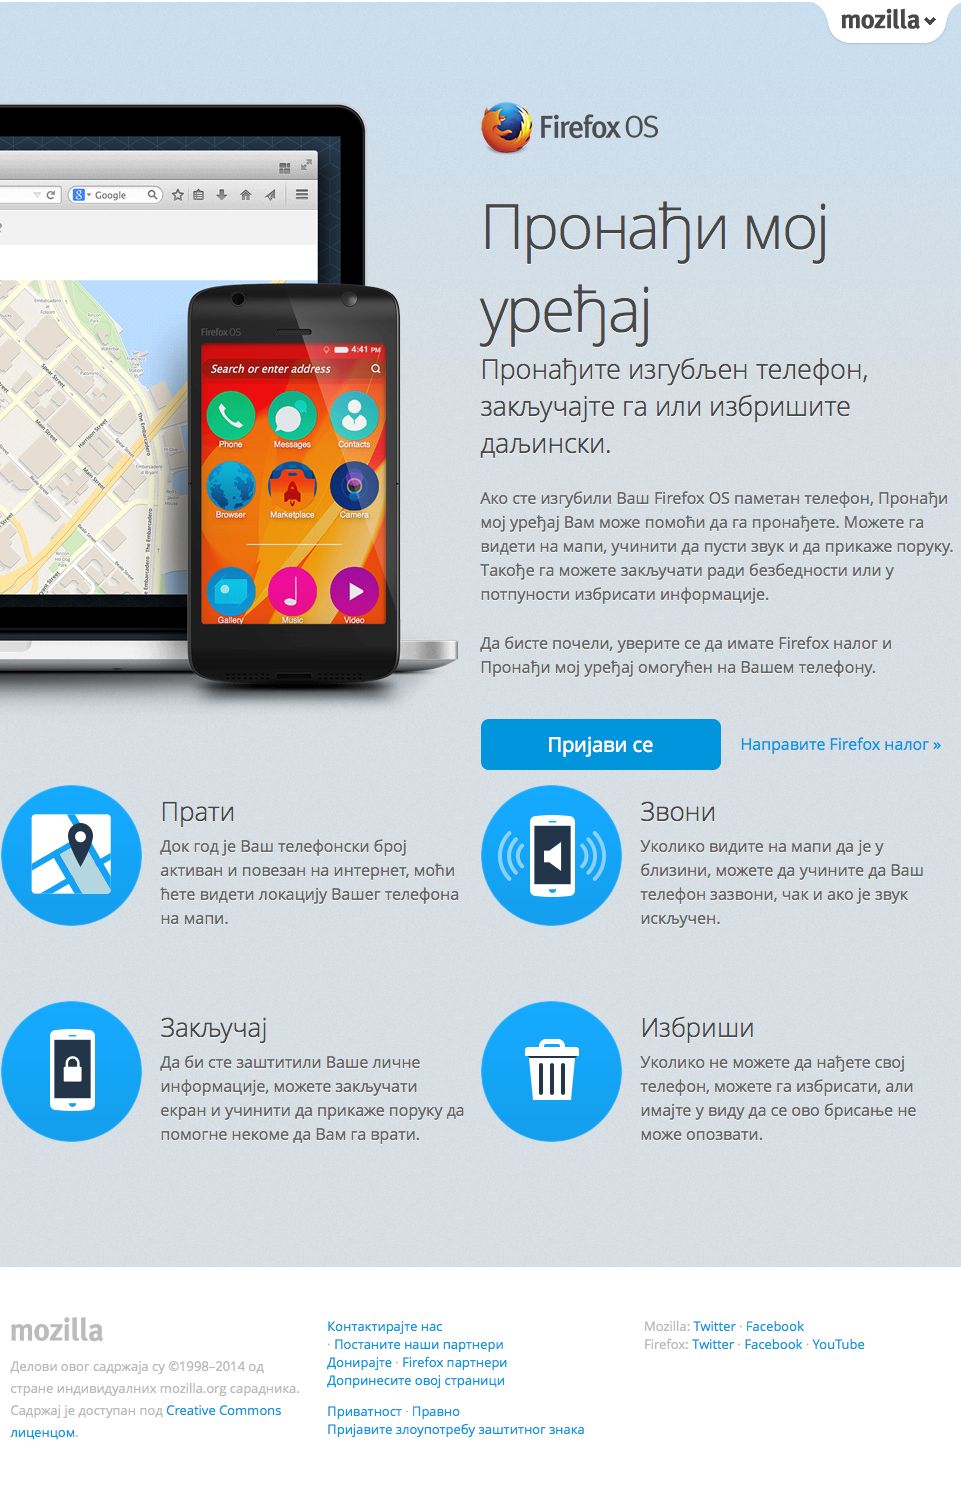 mozilla
Firefox OS
Пронађи мој
уређај
Пронађите изгубљен телефон,
закључајте га или избришите
даљински.
Ако сте изгубили Ваш Firefox OS паметан телефон, Пронађи
мој уређај Вам може помоћи да га пронађете. Можете га
видети на мапи, учинити да пусти звук и да прикаже поруку.
Такође га можете закључати ради безбедности или у
потпуности избрисати информације.
Да бисте почели, уверите се да имате Firefox налог и
Пронађи мој уређај омогућен на Вашем телефону.
Пријави се
Направите Firefox налог »
Google
Firefox OS
4:41 PM
Search or enter address
Phone Messages Contacts
Browser Marketplace Camera
Gallery Music Video
Spear Street
Main Street
Harrison Street
The Embarcadero
Прати
Док год је Ваш телефонски број
активан и повезан на интернет, моћи
ћете видети локацију Вашег телефона
на мапи.
Звони
Уколико видите на мапи да је у
близини, можете да учините да Ваш
телефон зазвони, чак и ако је звук
искључен.
Закључај
Да би сте заштитили Ваше личне
информације, можете закључати
екран и учинити да прикаже поруку да
помогне некоме да Вам га врати.
Избриши
Уколико не можете да нађете свој
телефон, можете га избрисати, али
имајте у виду да се ово брисање не
може опозвати.
mozilla
Делови овог садржаја су ©1998–2014 од
стране индивидуалних mozilla.org сарадника.
Садржај је доступан под Creative Commons
лиценцом.
Контактирајте нас
· Постаните наши партнери
Донирајте · Firefox партнери
Допринесите овој страници
Приватност · Правно
Пријавите злоупотребу заштитног знака
Mozilla: Twitter · Facebook
Firefox: Twitter · Facebook · YouTube